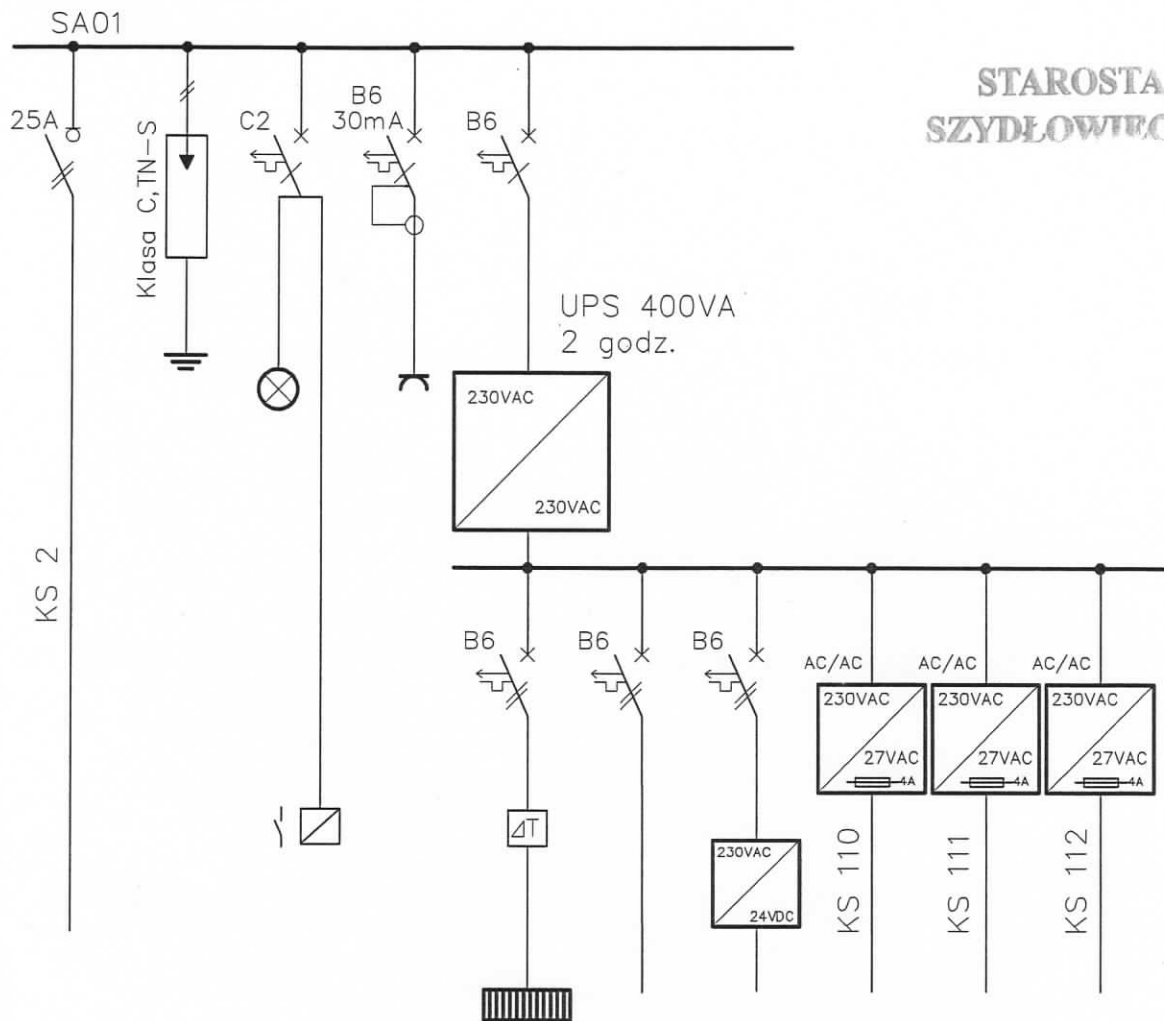 SA01
STAROSTA
SZYDŁOWIEC
25A
Klasa C,TN-S
C2
B6
30mA
B6
UPS 400VA
2 godz.
230VAC
230VAC
KS 2
B6
B6
B6
AC/AC
AC/AC
AC/AC
230VAC
27VAC
4A
230VAC
27VAC
4A
230VAC
27VAC
4A
ΔT
230VAC
24VDC
KS 110
KS 111
KS 112